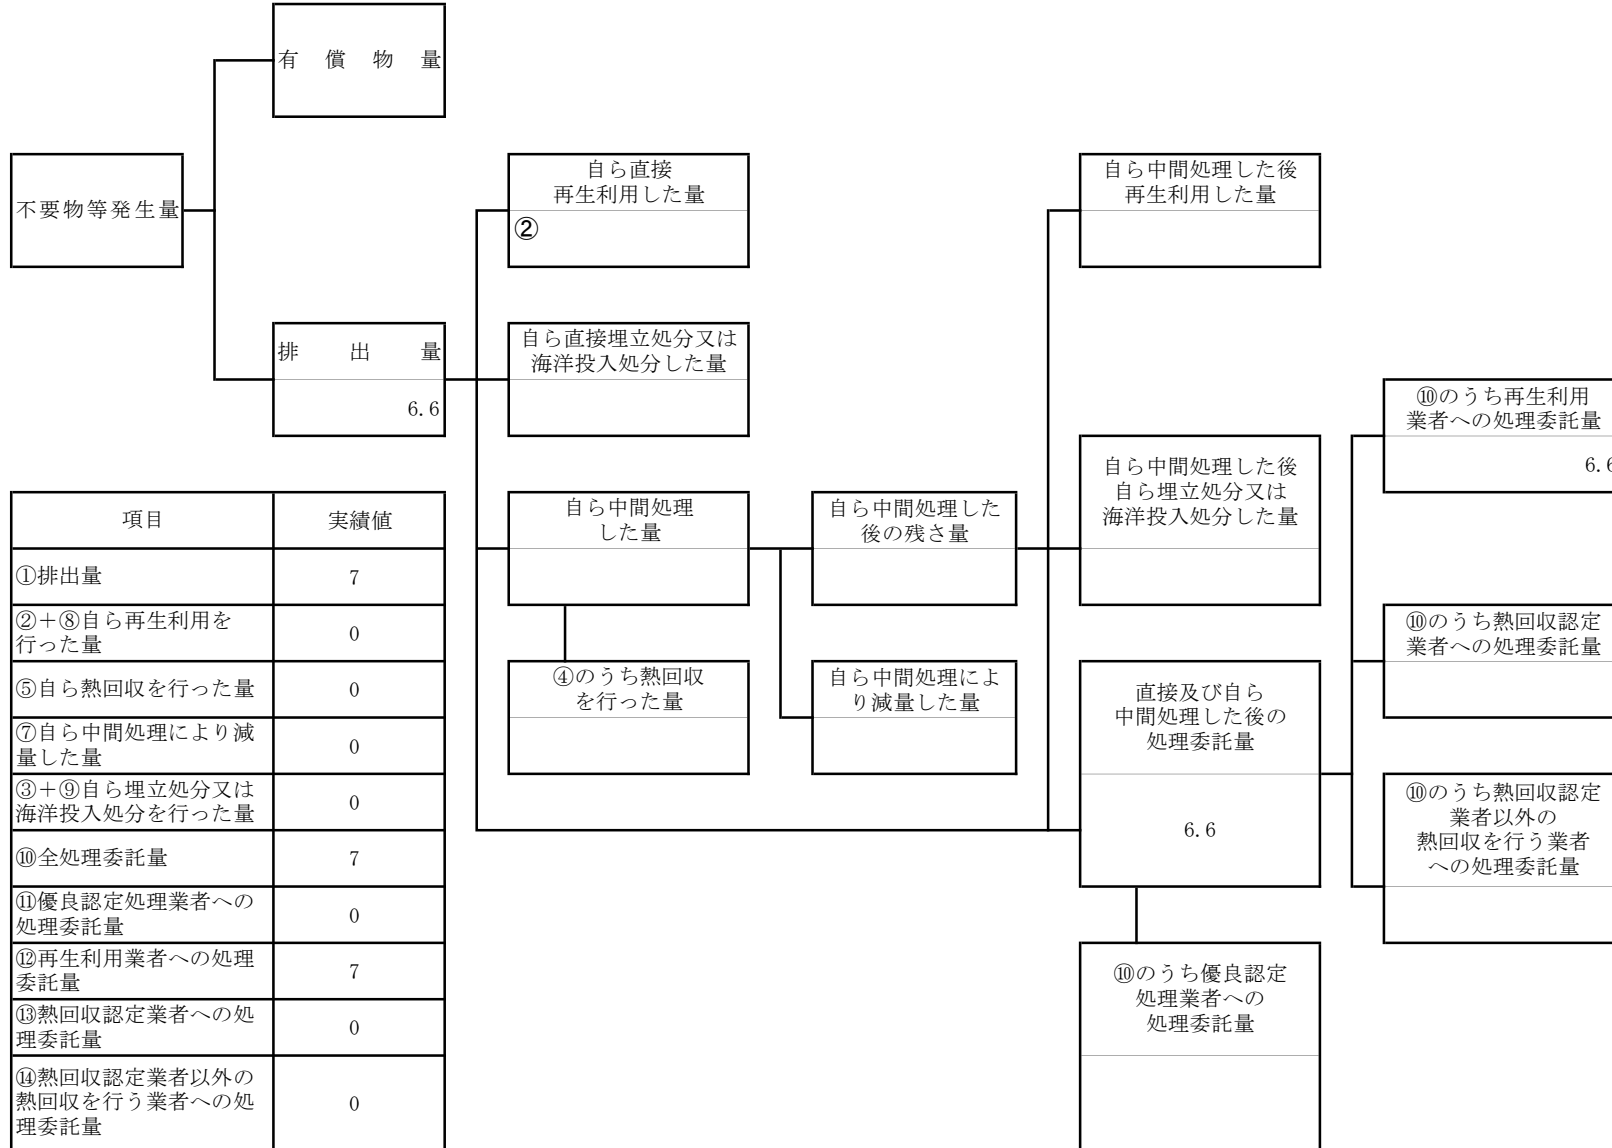 有償物量
不要物等発生量
排出量
6.6
自ら直接
再生利用した量
②
自ら直接埋立処分又は
海洋投入処分した量
自ら中間処理
した量
④のうち熱回収
を行った量
自ら中間処理した
後の残さ量
自ら中間処理によ
り減量した量
自ら中間処理した後
再生利用した量
自ら中間処理した後
自ら埋立処分又は
海洋投入処分した量
直接及び自ら
中間処理した後の
処理委託量
6.6
⑩のうち優良認定
処理業者への
処理委託量
⑩のうち再生利用
業者への処理委託量
6.6
⑩のうち熱回収認定
業者への処理委託量
⑩のうち熱回収認定
業者以外の
熱回収を行う業者
への処理委託量
項目 実績値
①排出量 7
②+⑧自ら再生利用を
行った量 0
⑤自ら熱回収を行った量 0
⑦自ら中間処理により減
量した量 0
③+⑨自ら埋立処分又は
海洋投入処分を行った量 0
⑩全処理委託量 7
⑪優良認定処理業者への
処理委託量 0
⑫再生利用業者への処理
委託量 7
⑬熱回収認定業者への処
理委託量 0
⑭熱回収認定業者以外の
熱回収を行う業者への処
理委託量 0